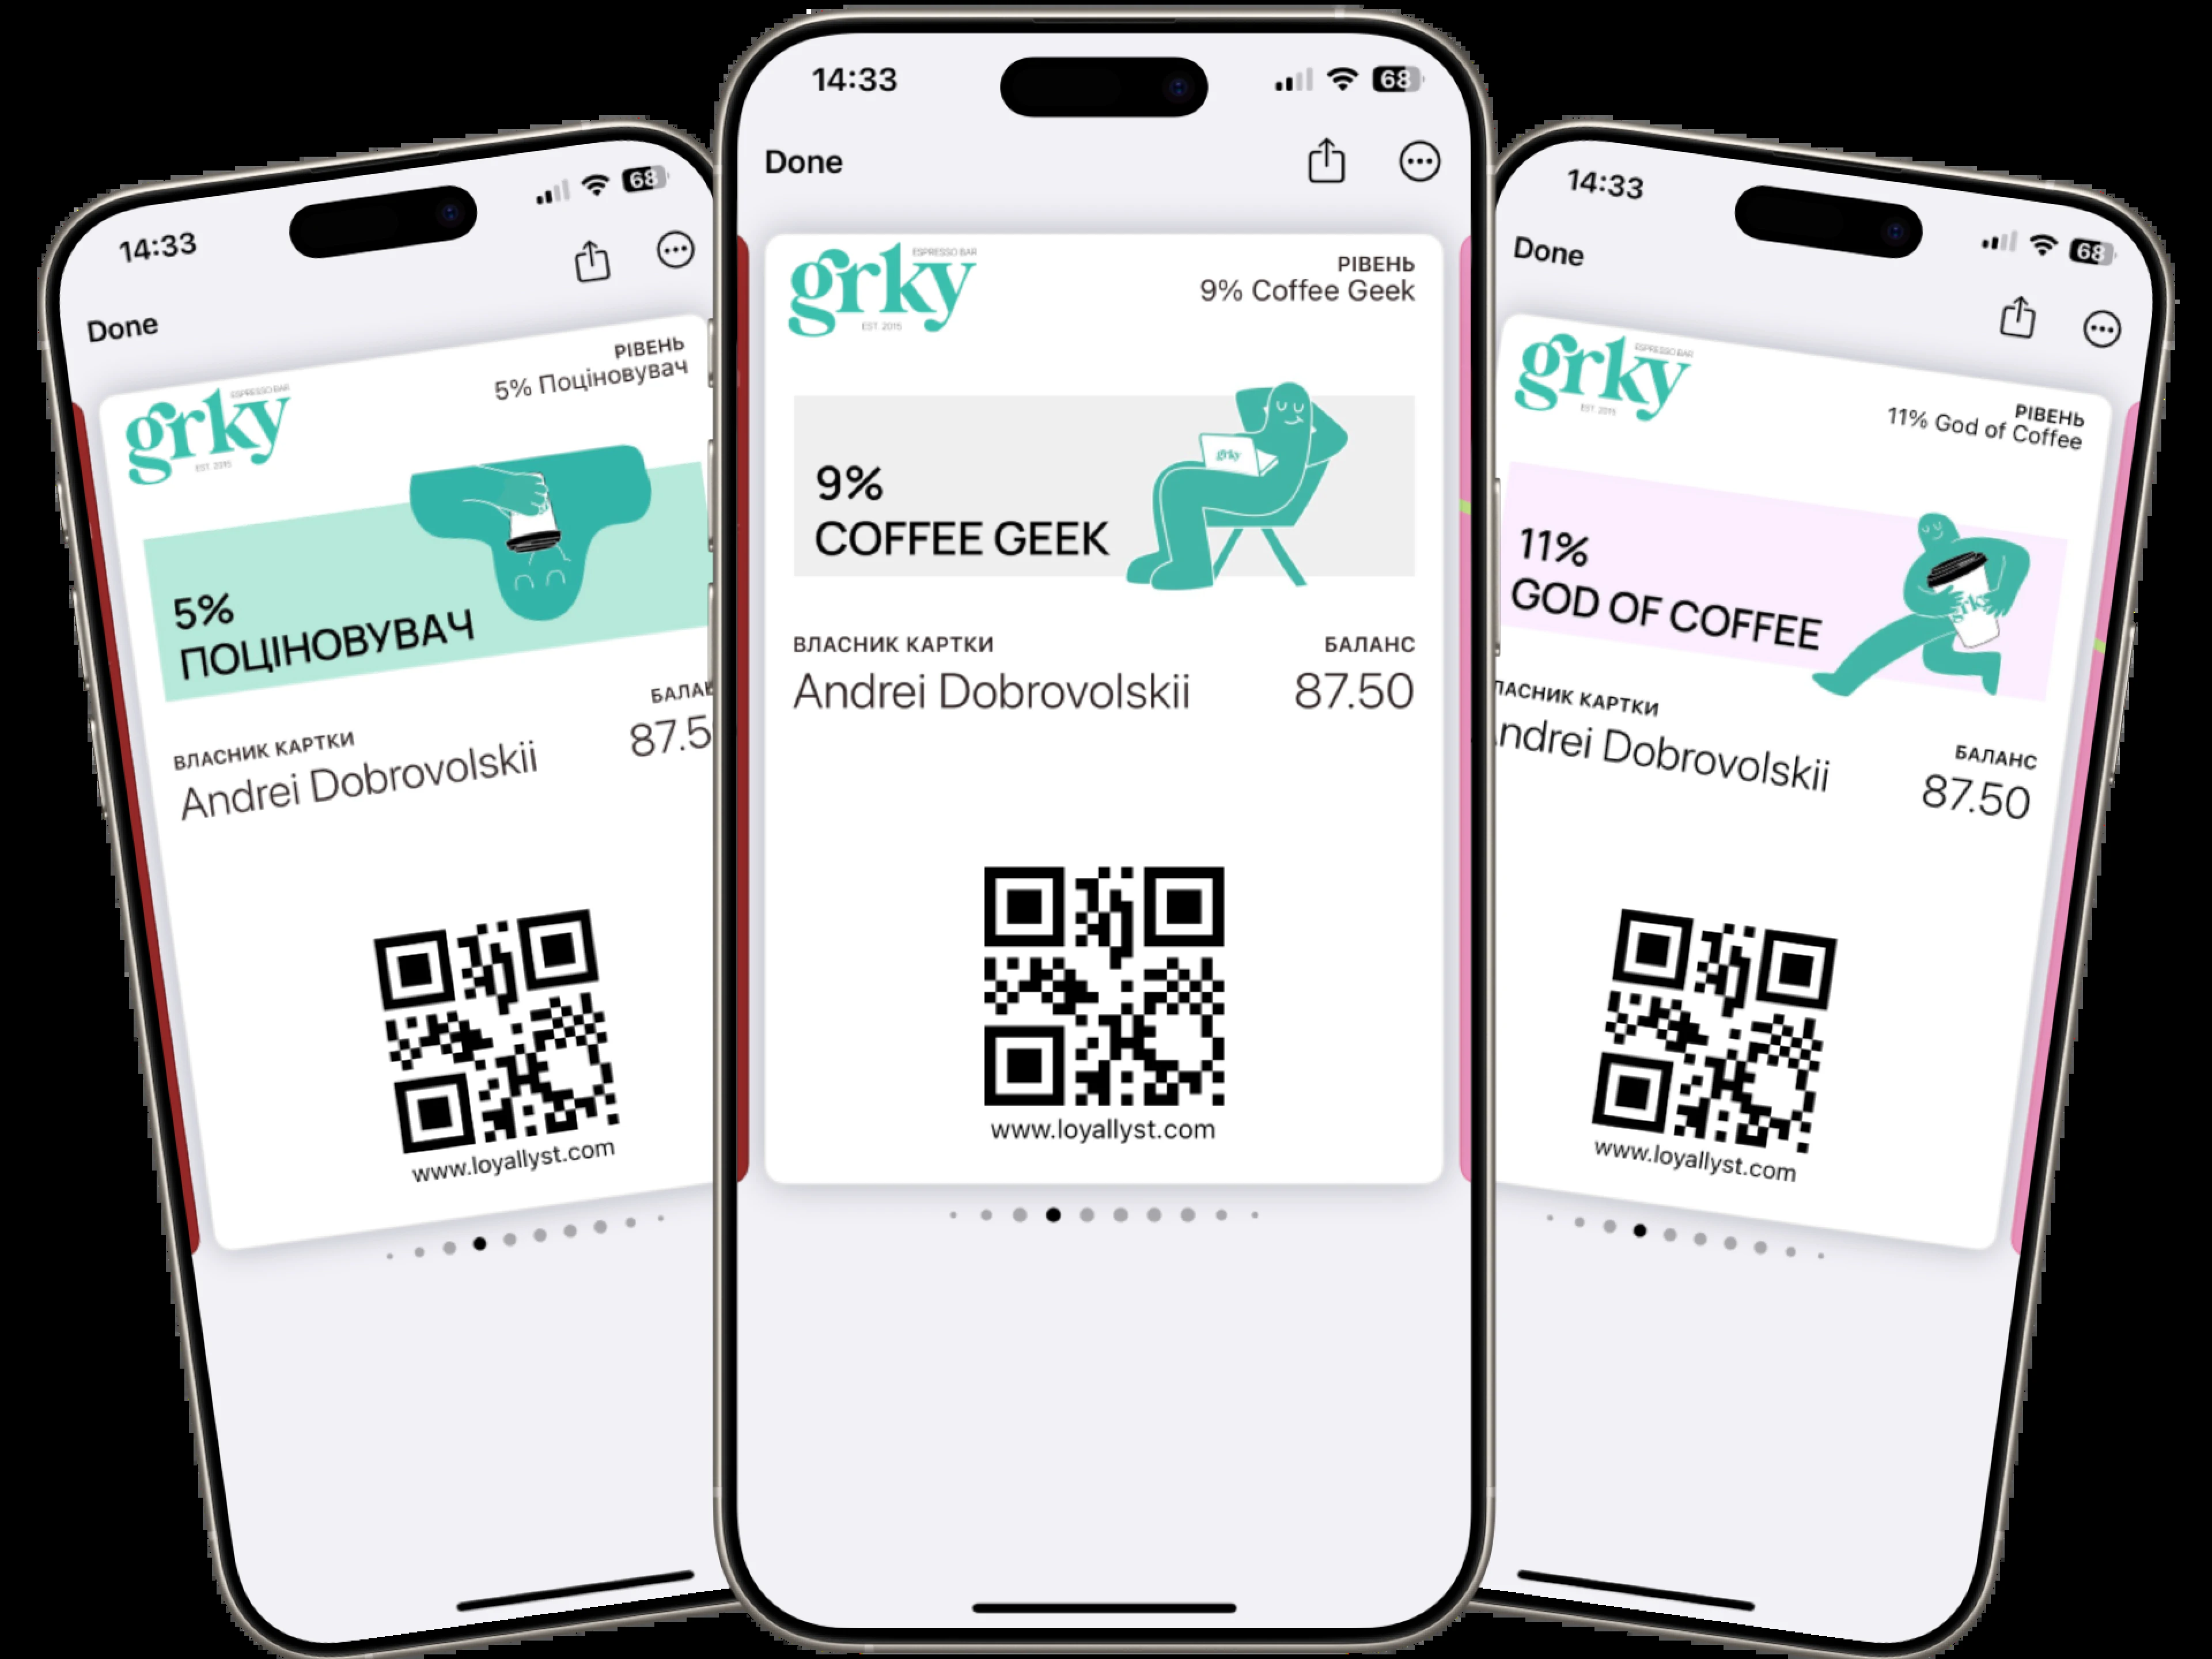 14:33
68
Done
grky
ESPRESSO BAR
EST. 2015
РІВЕНЬ
5% Поціновувач
5%
ПОЦІНОВУВАЧ
ВЛАСНИК КАРТКИ
Andrei Dobrovolskii
БАЛА
87.5
www.loyallyst.com
14:33
68
Done
grky
ESPRESSO BAR
EST. 2015
РІВЕНЬ
9% Coffee Geek
9%
COFFEE GEEK
grky
ВЛАСНИК КАРТКИ
Andrei Dobrovolskii
БАЛАНС
87.50
www.loyallyst.com
14:33
68
Done
grky
ESPRESSO BAR
EST. 2015
РІВЕНЬ
11% God of Coffee
11%
GOD OF COFFEE
grky
ЛАСНИК КАРТКИ
ndrei Dobrovolskii
БАЛАНС
87.50
www.loyallyst.com